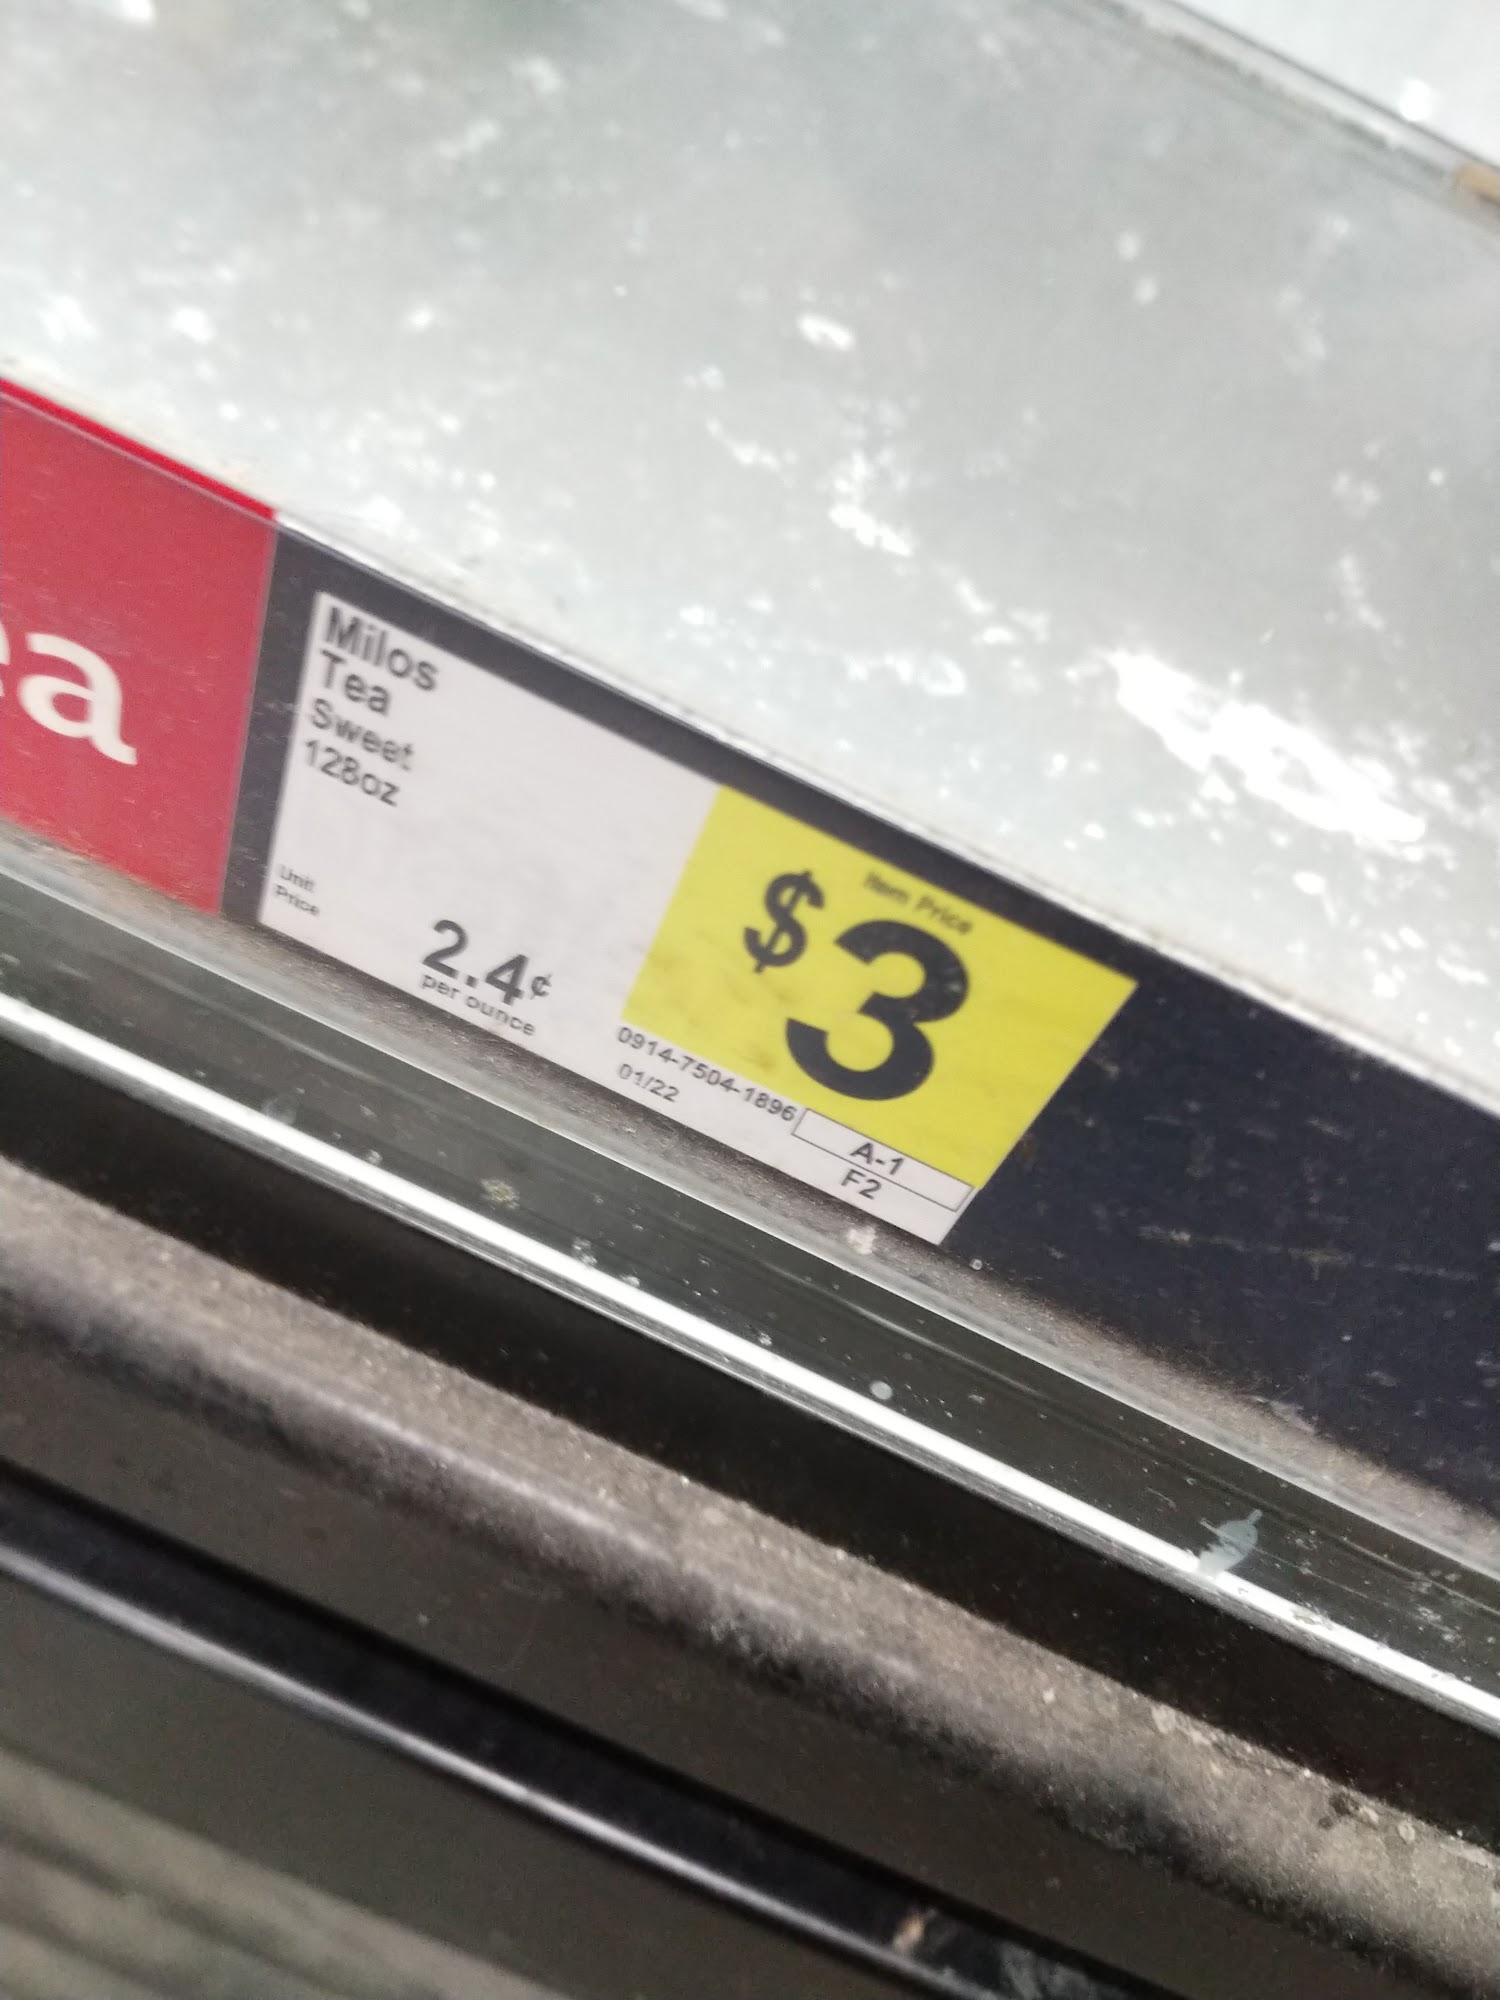 ea
Milos
Tea
Sweet
128oz
Unit
Price
2.4¢
per ounce
Item Price
$3
0914-7504-1896
01/22
A-1
F2